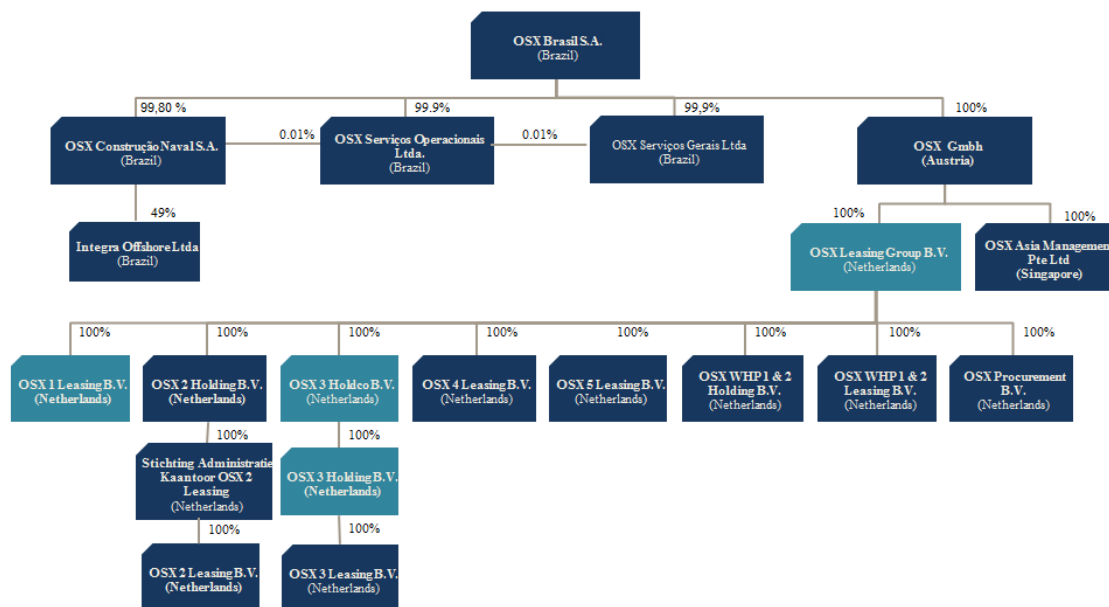 OSX Brasil S.A.
(Brazil)
99,80 %
99.9%
99,9%
100%
OSX Construção Naval S.A.
(Brazil)
0.01%
OSX Serviços Operacionais
Ltda.
(Brazil)
0.01%
OSX Serviços Gerais Ltda
(Brazil)
OSX Gmbh
(Austria)
49%
100%
100%
Integra Offshore Ltda
(Brazil)
OSX Leasing Group B.V.
(Netherlands)
OSX Asia Managemen
Pte Ltd
(Singapore)
100%
100%
100%
100%
100%
100%
100%
100%
OSX 1 Leasing B.V.
(Netherlands)
OSX 2 Holding B.V.
(Netherlands)
OSX 3 Holdco B.V.
(Netherlands)
OSX 4 Leasing B.V.
(Netherlands)
OSX 5 Leasing B.V.
(Netherlands)
OSX WHP 1 & 2
Holding B.V.
(Netherlands)
OSX WHP 1 & 2
Leasing B.V.
(Netherlands)
OSX Procurement
B.V.
(Netherlands)
100%
100%
Stichting Administratie
Kaantoor OSX 2
Leasing
(Netherlands)
OSX 3 Holding B.V.
(Netherlands)
100%
100%
OSX 2 Leasing B.V.
(Netherlands)
OSX 3 Leasing B.V.
(Netherlands)